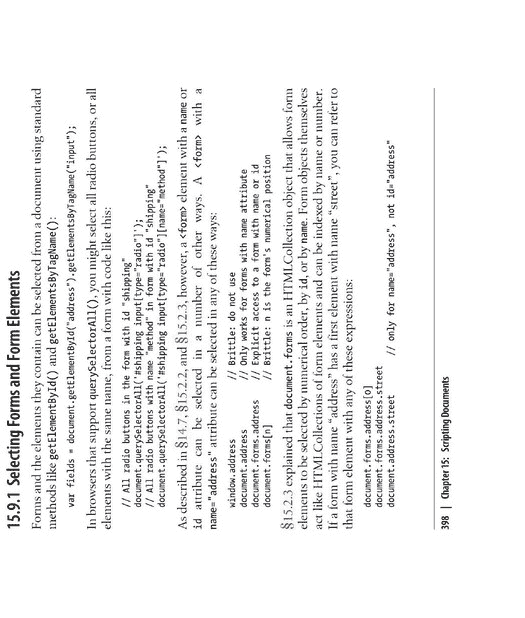 15.9.1 Selecting Forms and Form Elements
Forms and the elements they contain can be selected from a document using standard
methods like getElementById() and getElementsByTagName():
var fields = document.getElementById("address").getElementsByTagName("input");
In browsers that support querySelectorAll(), you might select all radio buttons, or all
elements with the same name, from a form with code like this:
// All radio buttons in the form with id "shipping"
document.querySelectorAll('#shipping input[type="radio"]');
// All radio buttons with name "method" in form with id "shipping"
document.querySelectorAll('#shipping input[type="radio"][name="method"]');
As described in §14.7, §15.2.2, and §15.2.3, however, a <form> element with a name or
id attribute can be selected in a number of other ways. A <form> with a
name="address" attribute can be selected in any of these ways:
window.address // Brittle: do not use
document.address // Only works for forms with name attribute
document.forms.address // Explicit access to a form with name or id
document.forms[n] // Brittle: n is the form's numerical position
§15.2.3 explained that document.forms is an HTMLCollection object that allows form
elements to be selected by numerical order, by id, or by name. Form objects themselves
act like HTMLCollections of form elements and can be indexed by name or number.
If a form with name "address" has a first element with name "street", you can refer to
that form element with any of these expressions:
document.forms.address[0]
document.forms.address.street
document.address.street // only for name="address", not id="address"
398 | Chapter 15: Scripting Documents